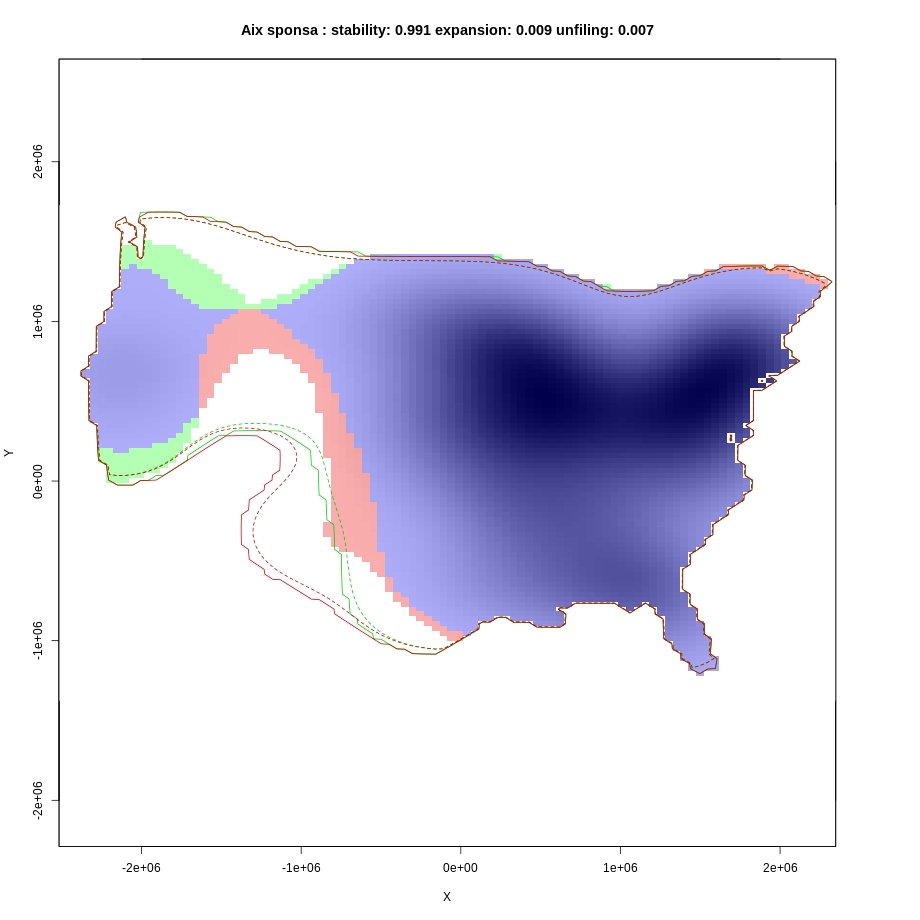 Aix sponsa : stability: 0.991 expansion: 0.009 unfiling: 0.007
2e+06
1e+06
0e+00
-1e+06
-2e+06
Y
-2e+06 -1e+06 0e+00 1e+06 2e+06
X